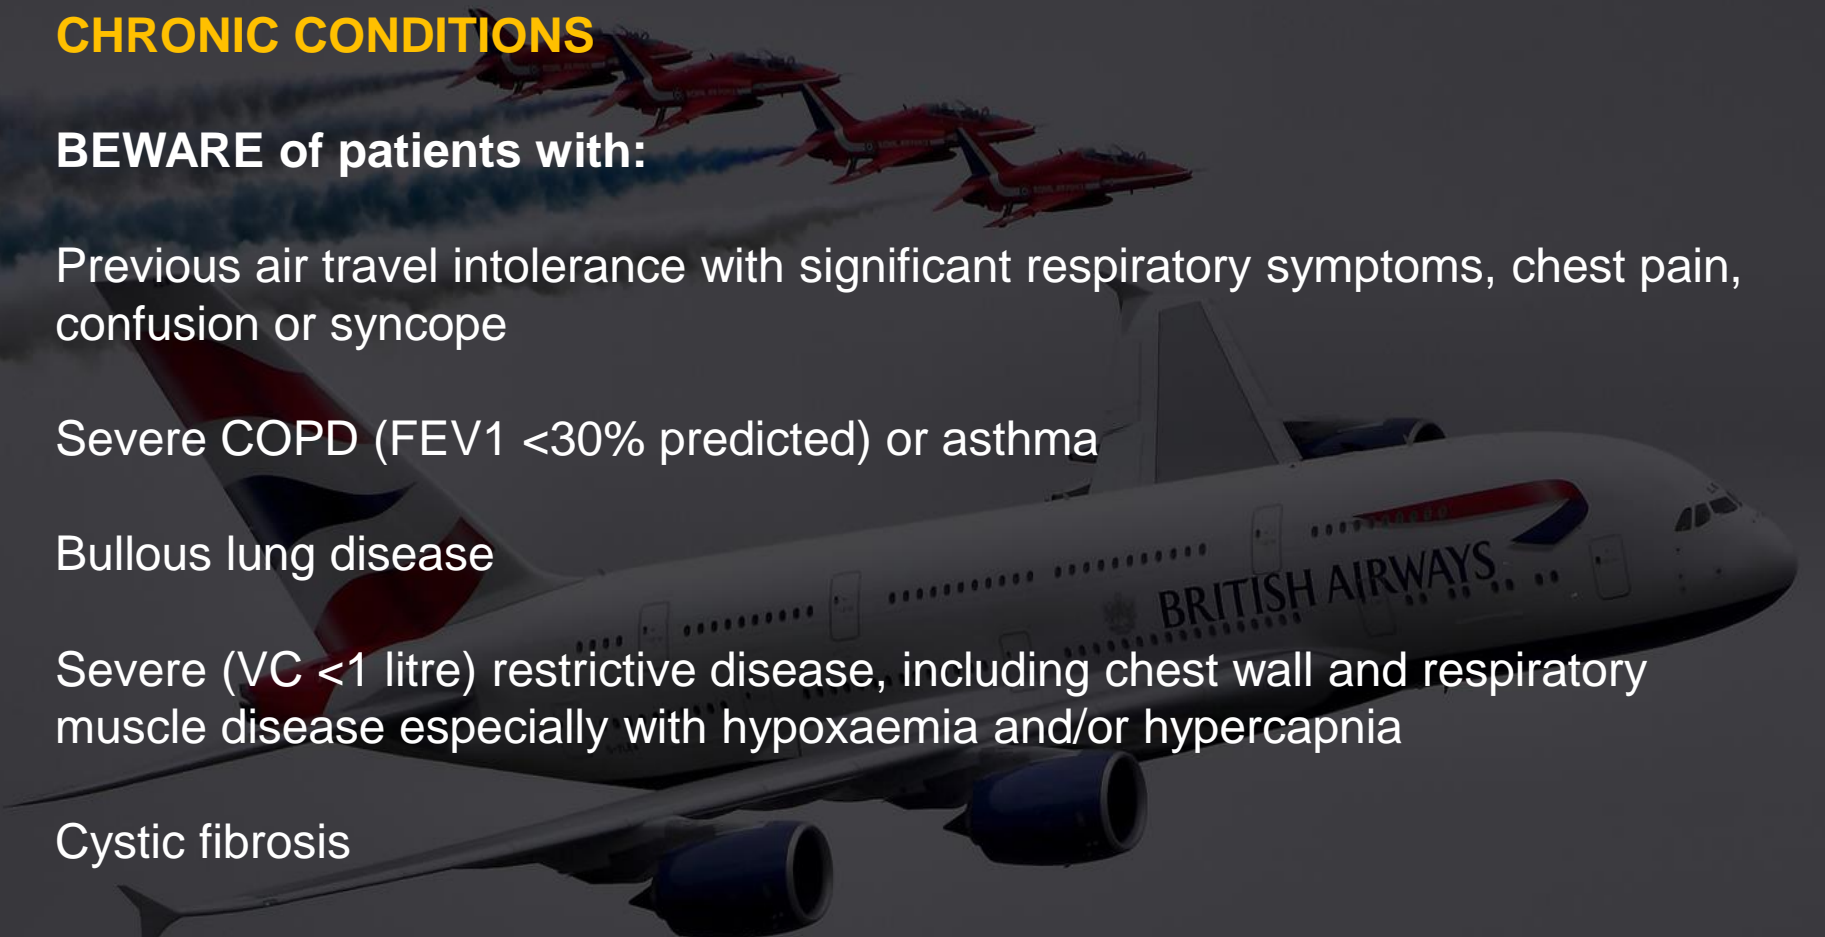 CHRONIC CONDITIONS
BEWARE of patients with:
Previous air travel intolerance with significant respiratory symptoms, chest pain,
confusion or syncope
Severe COPD (FEV1 <30% predicted) or asthma
Bullous lung disease
BRITISH AIRWAYS
Severe (VC <1 litre) restrictive disease, including chest wall and respiratory
muscle disease especially with hypoxaemia and/or hypercapnia
Cystic fibrosis